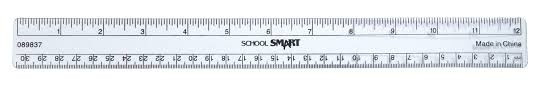 1 2 3 4 5 6 7 8 9 10 11 12
089837 SCHOOL SMART Made in China
30 29 28 27 26 25 24 23 22 21 20 19 18 17 16 15 14 13 12 11 10 9 8 7 6 5 4 3 2 1